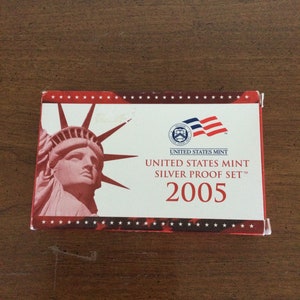 UNITED STATES MINT
UNITED STATES MINT
SILVER PROOF SET™
2005